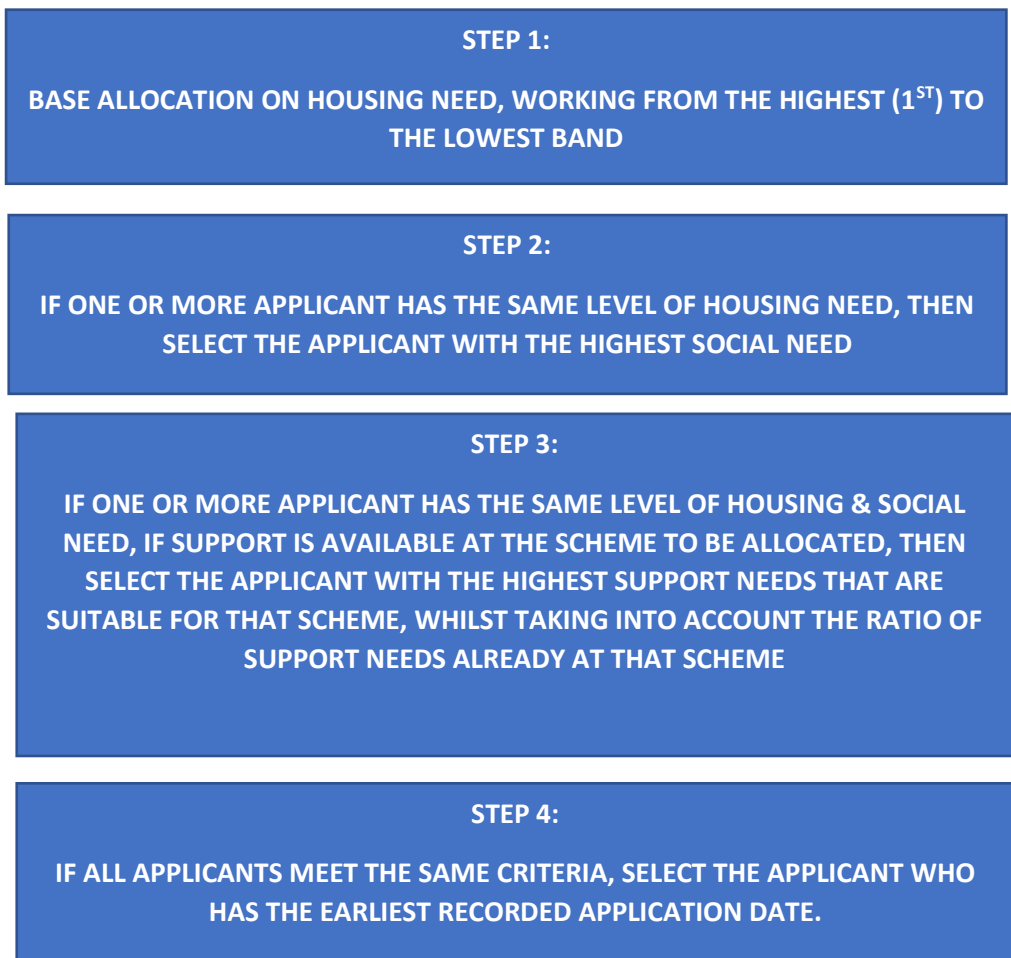 STEP 1:
BASE ALLOCATION ON HOUSING NEED, WORKING FROM THE HIGHEST (1ST) TO
THE LOWEST BAND
STEP 2:
IF ONE OR MORE APPLICANT HAS THE SAME LEVEL OF HOUSING NEED, THEN
SELECT THE APPLICANT WITH THE HIGHEST SOCIAL NEED
STEP 3:
IF ONE OR MORE APPLICANT HAS THE SAME LEVEL OF HOUSING & SOCIAL
NEED, IF SUPPORT IS AVAILABLE AT THE SCHEME TO BE ALLOCATED, THEN
SELECT THE APPLICANT WITH THE HIGHEST SUPPORT NEEDS THAT ARE
SUITABLE FOR THAT SCHEME, WHILST TAKING INTO ACCOUNT THE RATIO OF
SUPPORT NEEDS ALREADY AT THAT SCHEME
STEP 4:
IF ALL APPLICANTS MEET THE SAME CRITERIA, SELECT THE APPLICANT WHO
HAS THE EARLIEST RECORDED APPLICATION DATE.